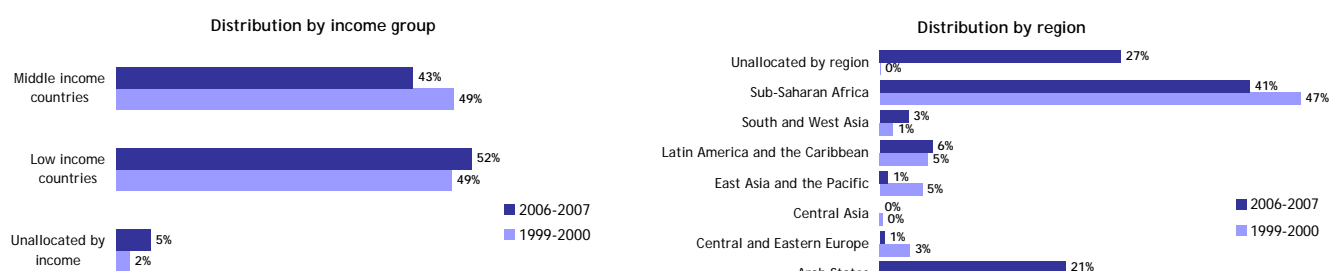 Distribution by income group
Middle income
countries
43%
49%
Low income
countries
52%
49%
Unallocated by
income
5%
2%
2006-2007
1999-2000
Distribution by region
Unallocated by region
27%
0%
Sub-Saharan Africa
41%
47%
South and West Asia
3%
1%
Latin America and the Caribbean
6%
5%
East Asia and the Pacific
1%
5%
Central Asia
0%
0%
Central and Eastern Europe
1%
3%
Arab States
21%
2006-2007
1999-2000